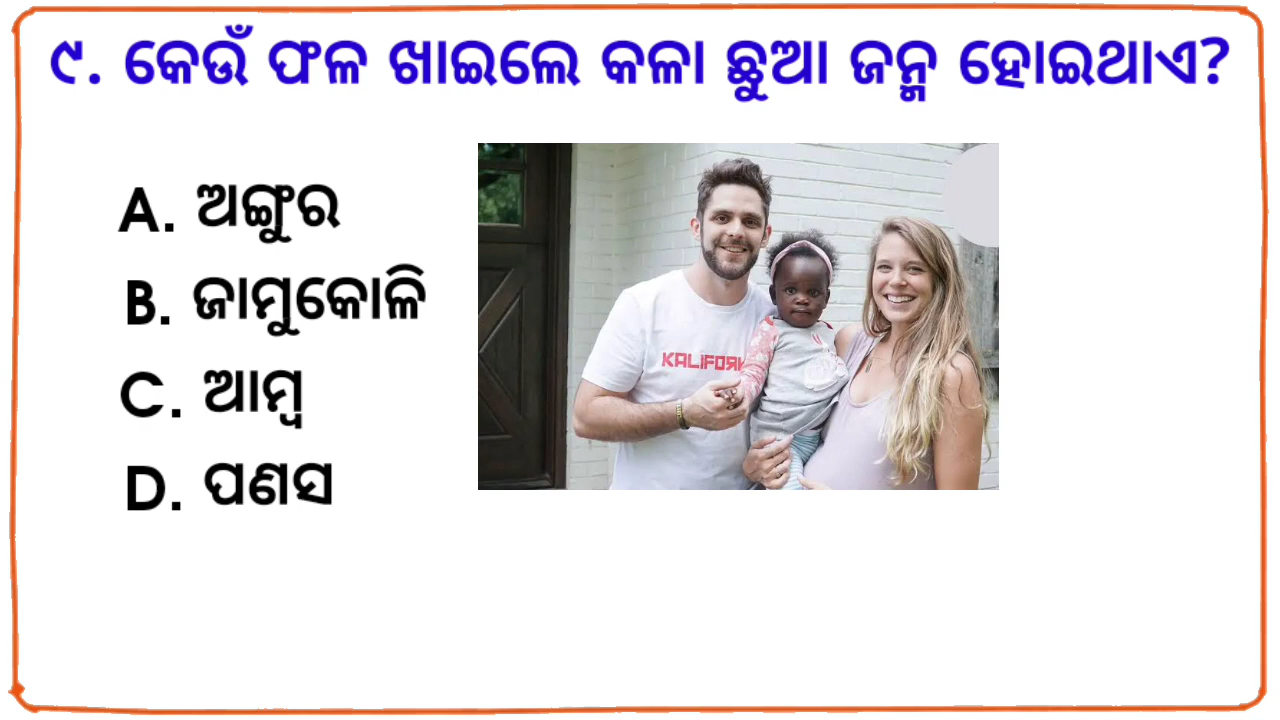 ୯. କେଉଁ ଫଳ ଖାଇଲେ କଳା ଛୁଆ ଜନ୍ମ ହୋଇଥାଏ?
A. ଅଙ୍ଗୁର
B. ଜାମୁକୋଳି
C. ଆମ୍ବ
D. ପଣସ
KALIFORN